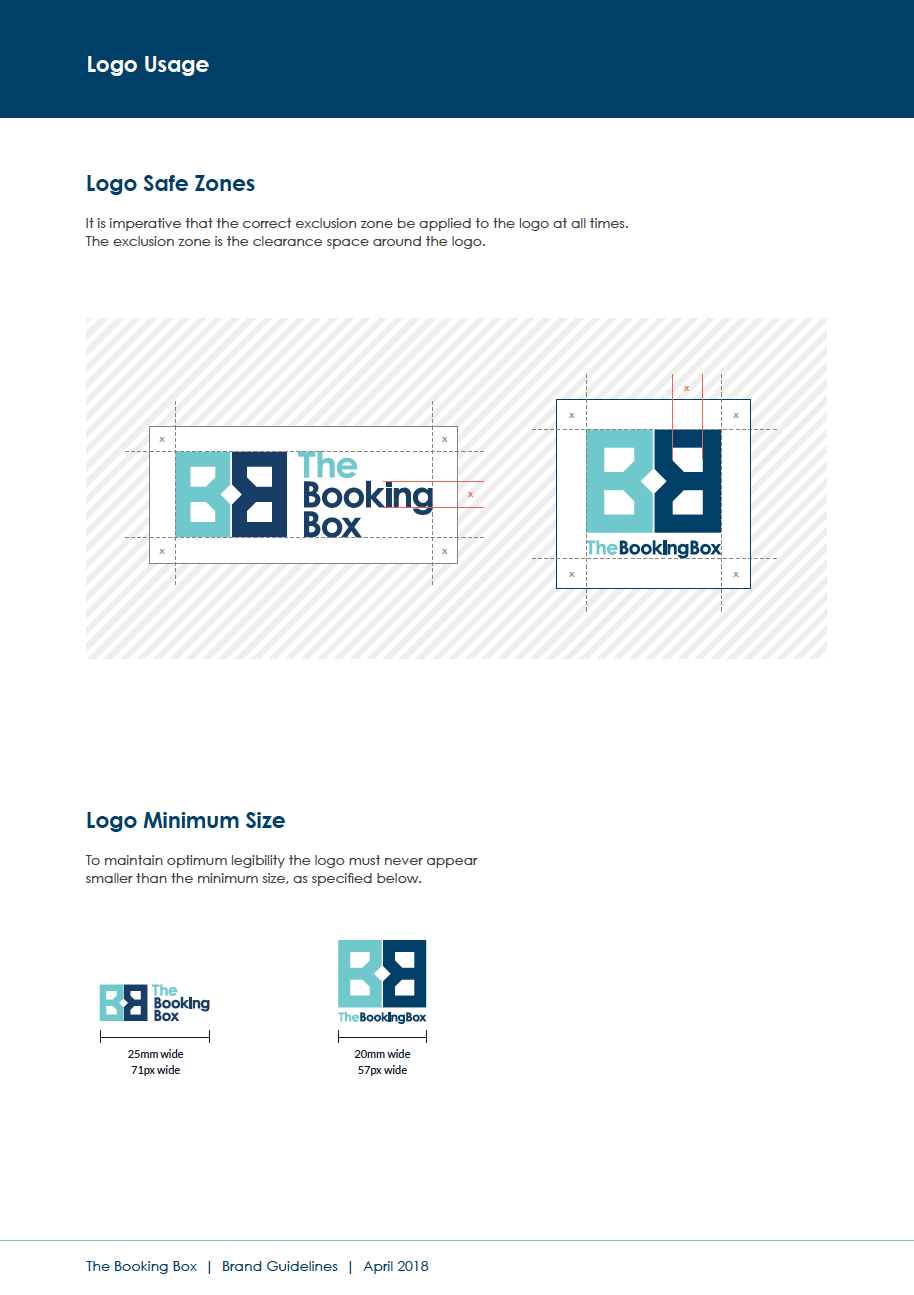 Logo Usage
Logo Safe Zones
It is imperative that the correct exclusion zone be applied to the logo at all times.
The exclusion zone is the clearance space around the logo.
x
x x
x x
The
Booking
Box
x
x x
TheBookingBox
x x
Logo Minimum Size
To maintain optimum legibility the logo must never appear
smaller than the minimum size, as specified below.
The
Booking
Box
25mm wide
71px wide
TheBookingBox
20mm wide
57px wide
The Booking Box | Brand Guidelines | April 2018